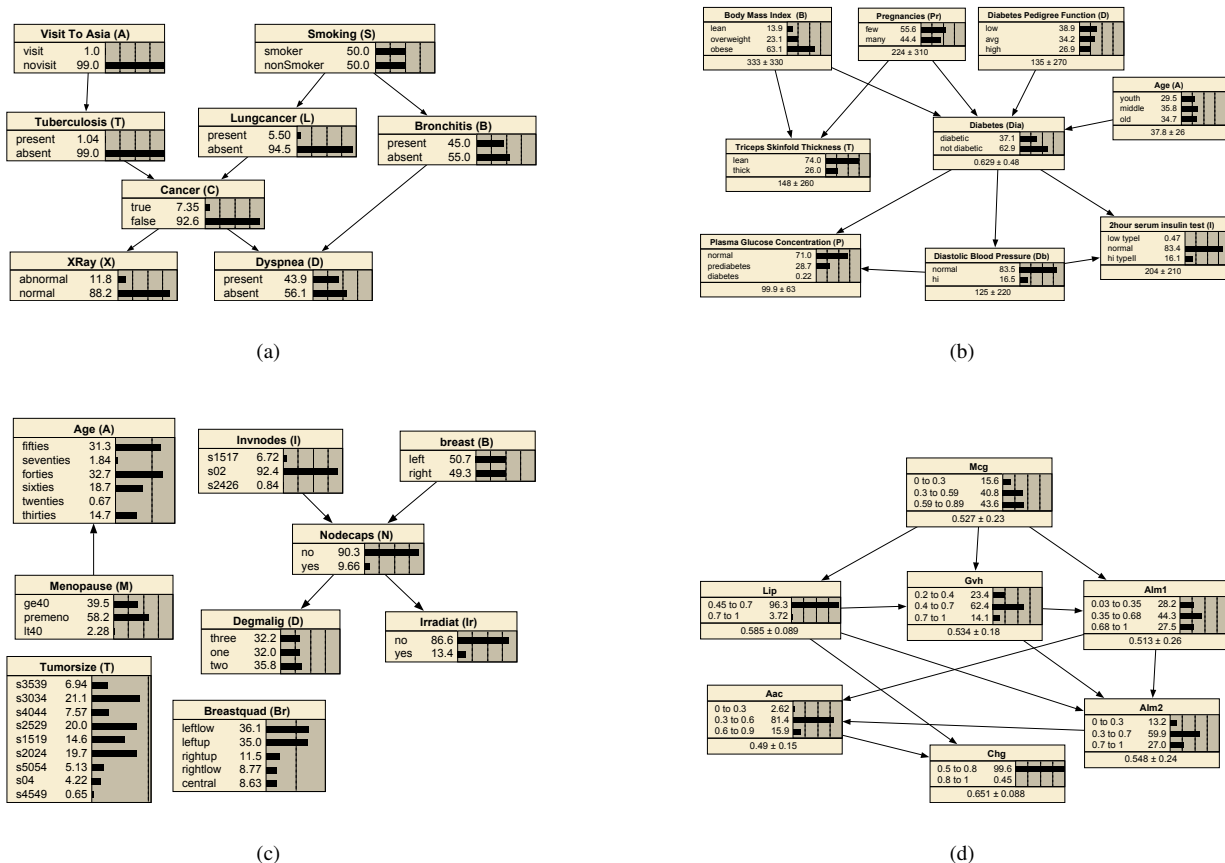 Visit To Asia (A)
visit 1.0
novisit 99.0
Smoking (S)
smoker 50.0
nonSmoker 50.0
Tuberculosis (T)
present 1.04
absent 99.0
Lungcancer (L)
present 5.50
absent 94.5
Bronchitis (B)
present 45.0
absent 55.0
Cancer (C)
true 7.35
false 92.6
XRay (X)
abnormal 11.8
normal 88.2
Dyspnea (D)
present 43.9
absent 56.1
(a)
Body Mass Index (B)
lean 13.9
overweight 23.1
obese 63.1
333 ± 330
Pregnancies (Pr)
few 55.6
many 44.4
224 ± 310
Diabetes Pedigree Function (D)
low 38.9
avg 34.2
high 26.9
135 ± 270
Age (A)
youth 29.5
middle 35.8
old 34.7
37.8 ± 26
Diabetes (Dia)
diabetic 37.1
not diabetic 62.9
0.629 ± 0.48
Triceps Skinfold Thickness (T)
lean 74.0
thick 26.0
148 ± 260
Plasma Glucose Concentration (P)
normal 71.0
prediabetes 28.7
diabetes 0.22
99.9 ± 63
Diastolic Blood Pressure (Db)
normal 83.5
hi 16.5
125 ± 220
2hour serum insulin test (I)
low typeI 0.47
normal 83.4
hi typeII 16.1
204 ± 210
(b)
Age (A)
fifties 31.3
seventies 1.84
forties 32.7
sixties 18.7
twenties 0.67
thirties 14.7
Invnodes (I)
s1517 6.72
s02 92.4
s2426 0.84
breast (B)
left 50.7
right 49.3
Nodecaps (N)
no 90.3
yes 9.66
Menopause (M)
ge40 39.5
premeno 58.2
lt40 2.28
Degmalig (D)
three 32.2
one 32.0
two 35.8
Irradiat (Ir)
no 86.6
yes 13.4
Tumorsize (T)
s3539 6.94
s3034 21.1
s4044 7.57
s2529 20.0
s1519 14.6
s2024 19.7
s5054 5.13
s04 4.22
s4549 0.65
Breastquad (Br)
leftlow 36.1
leftup 35.0
rightup 11.5
rightlow 8.77
central 8.63
(c)
Mcg
0 to 0.3 15.6
0.3 to 0.59 40.8
0.59 to 0.89 43.6
0.527 ± 0.23
Lip
0.45 to 0.7 96.3
0.7 to 1 3.72
0.585 ± 0.089
Gvh
0.2 to 0.4 23.4
0.4 to 0.7 62.4
0.7 to 1 14.1
0.534 ± 0.18
Alm1
0.03 to 0.35 28.2
0.35 to 0.68 44.3
0.68 to 1 27.5
0.513 ± 0.26
Aac
0 to 0.3 2.62
0.3 to 0.6 81.4
0.6 to 0.9 15.9
0.49 ± 0.15
Alm2
0 to 0.3 13.2
0.3 to 0.7 59.9
0.7 to 1 27.0
0.548 ± 0.24
Chg
0.5 to 0.8 99.6
0.8 to 1 0.45
0.651 ± 0.088
(d)